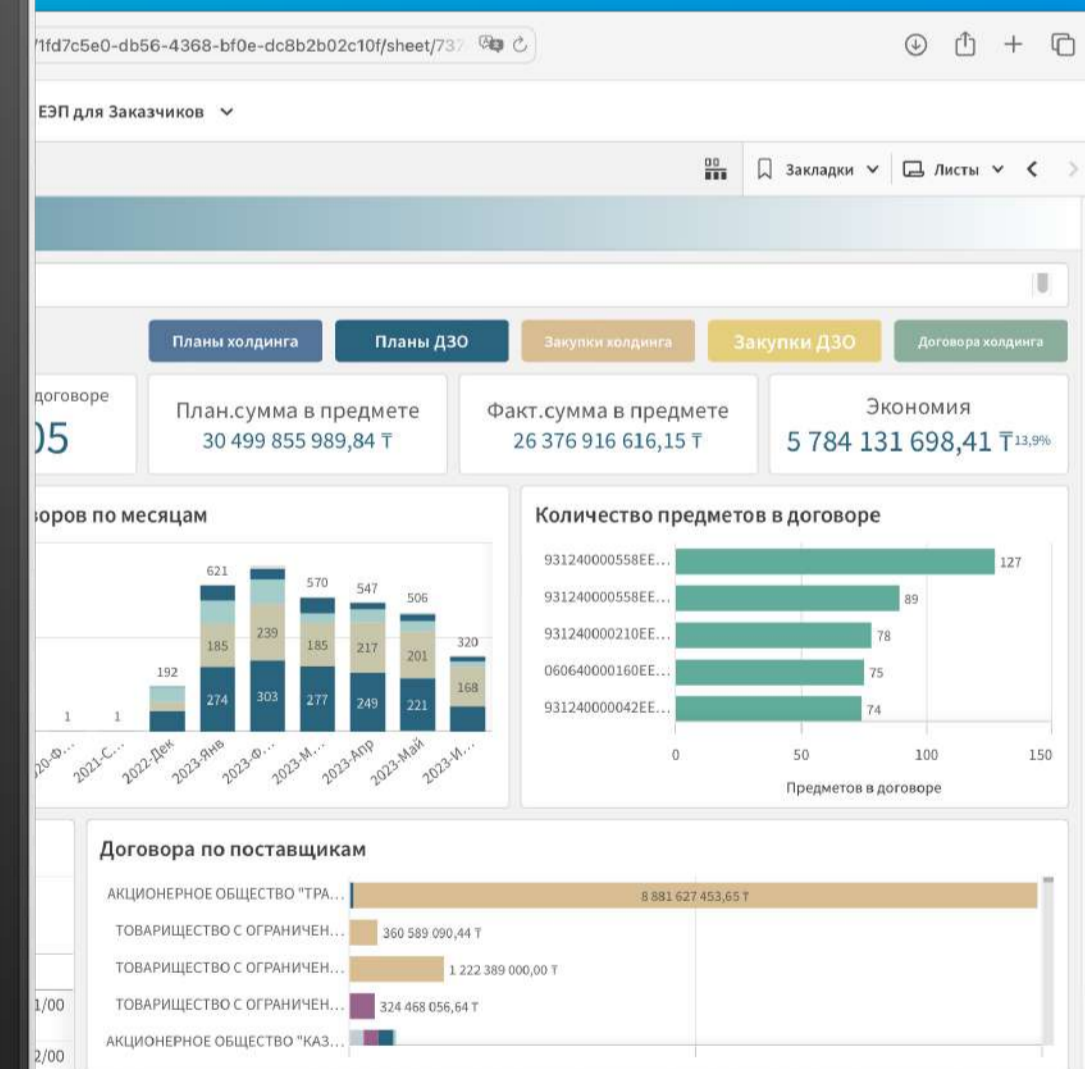 1fd7c5e0-db56-4368-bf0e-dc8b2b02c10f/sheet/737
ЕЭП для Заказчиков
Закладки Листы
Планы холдинга Планы ДЗО Закупки холдинга Закупки ДЗО Договора холдинга
договоре
05
План.сумма в предмете
30 499 855 989,84 ₸
Факт.сумма в предмете
26 376 916 616,15 ₸
Экономия
5 784 131 698,41 ₸ 13,9%
воров по месяцам
621
570
547
506
320
192
185
239
185
217
201
168
274
303
277
249
221
1
1
20-Ф...
2021-С...
2022-Дек
2023-Янв
2023-Ф...
2023-М...
2023-Апр
2023-Май
2023-И...
Количество предметов в договоре
931240000558EE... 127
931240000558EE... 89
931240000210EE... 78
060640000160EE... 75
931240000042EE... 74
0 50 100 150
Предметов в договоре
1/00
2/00
Договора по поставщикам
АКЦИОНЕРНОЕ ОБЩЕСТВО "ТРА... 8 881 627 453,65 ₸
ТОВАРИЩЕСТВО С ОГРАНИЧЕН... 360 589 090,44 ₸
ТОВАРИЩЕСТВО С ОГРАНИЧЕН... 1 222 389 000,00 ₸
ТОВАРИЩЕСТВО С ОГРАНИЧЕН... 324 468 056,64 ₸
АКЦИОНЕРНОЕ ОБЩЕСТВО "КАЗ...